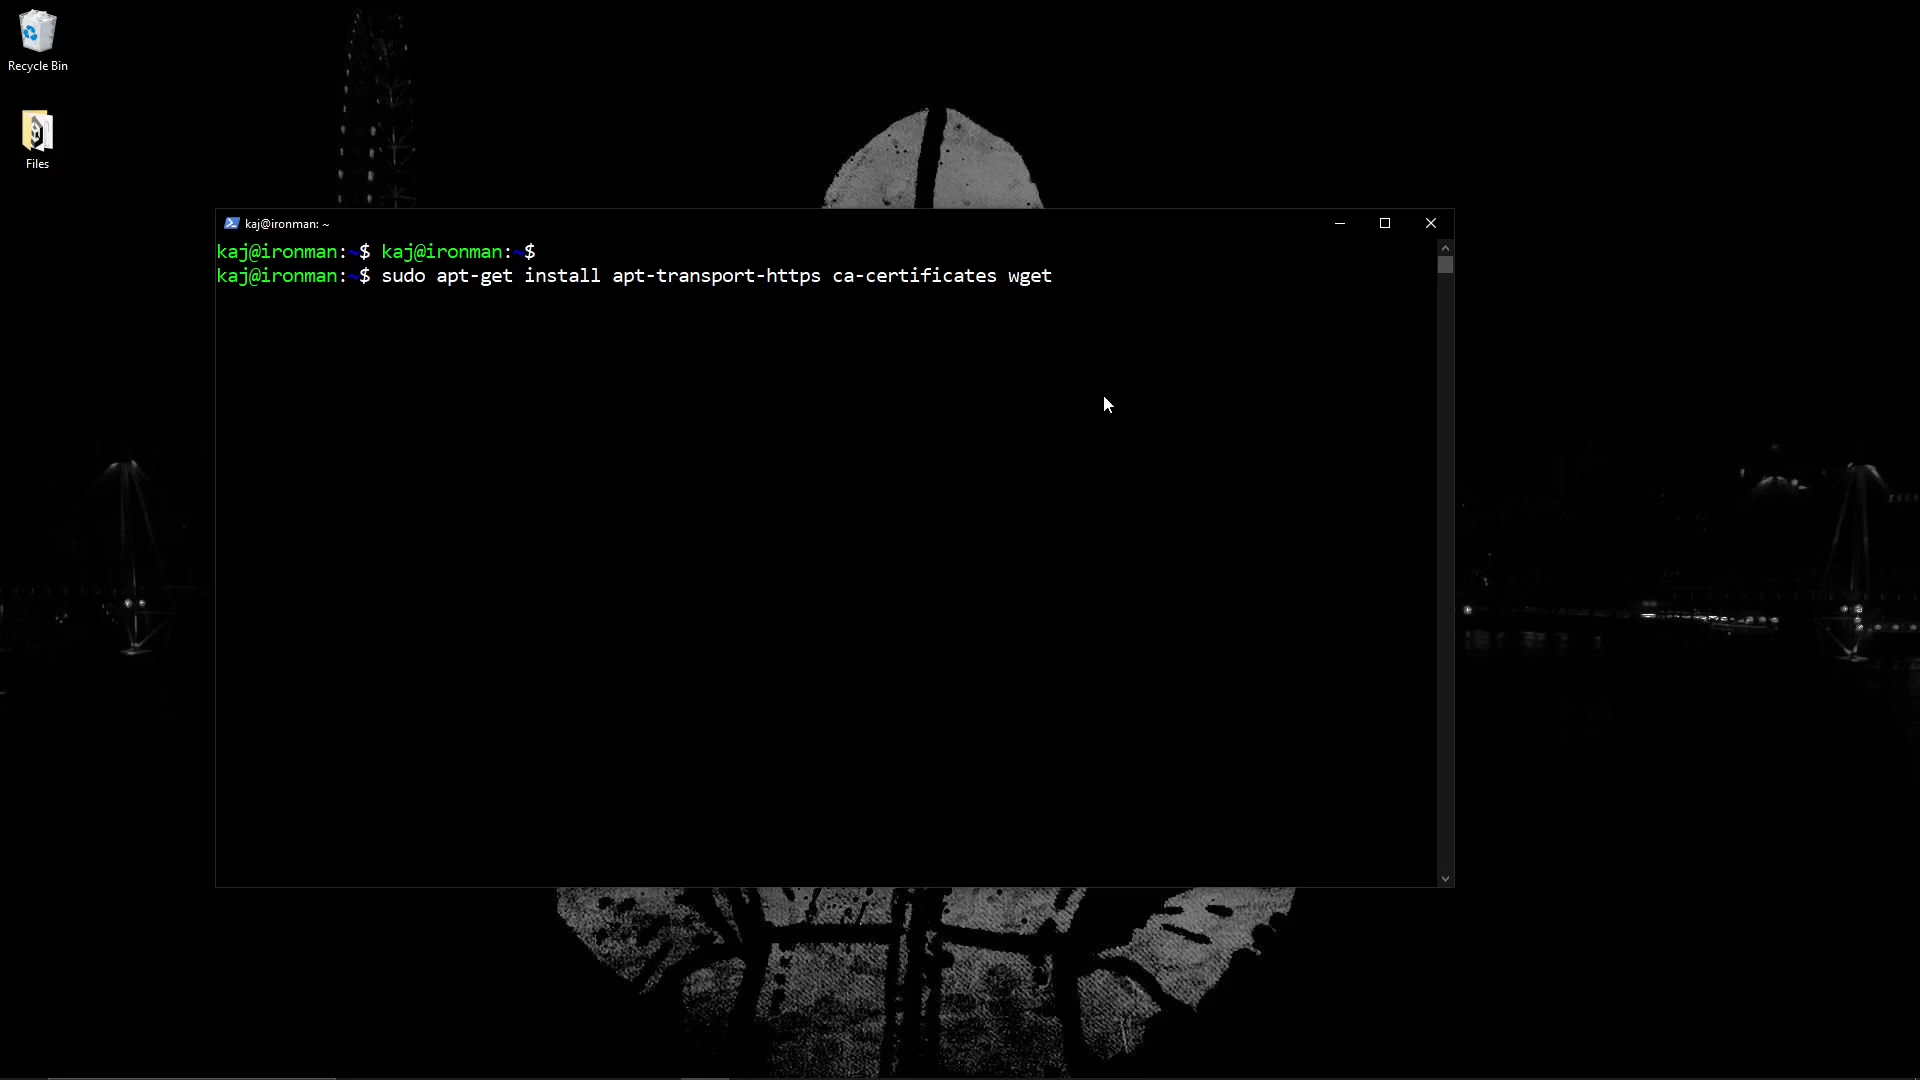 Recycle Bin
Files
kaj@ironman: ~
kaj@ironman:~$ kaj@ironman:~$
kaj@ironman:~$ sudo apt-get install apt-transport-https ca-certificates wget